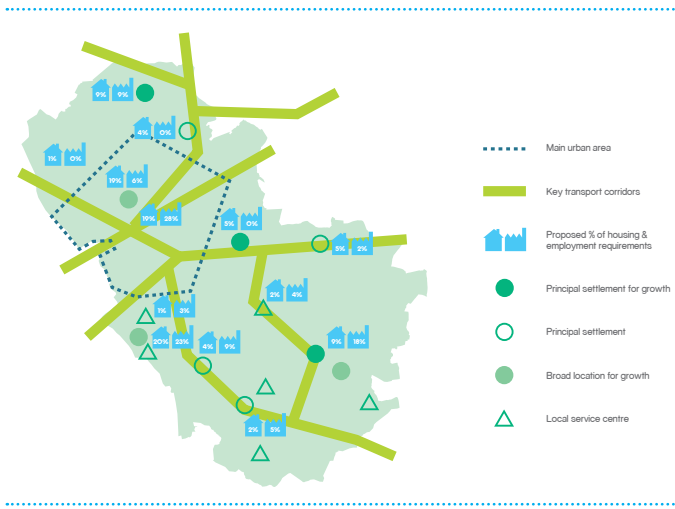 9% 9%
4% 0%
1% 0%
19% 6%
19% 28%
5% 0%
5% 2%
2% 4%
1% 3%
20% 23%
4% 9%
9% 18%
2% 5%
Main urban area
Key transport corridors
Proposed % of housing &
employment requirements
Principal settlement for growth
Principal settlement
Broad location for growth
Local service centre